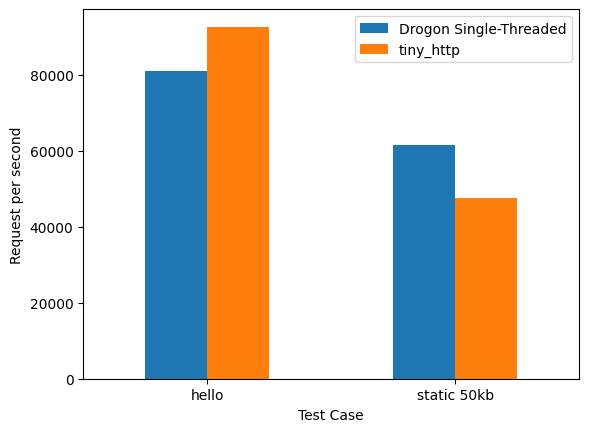 Drogon Single-Threaded
tiny_http
Request per second
80000
60000
40000
20000
0
hello
static 50kb
Test Case